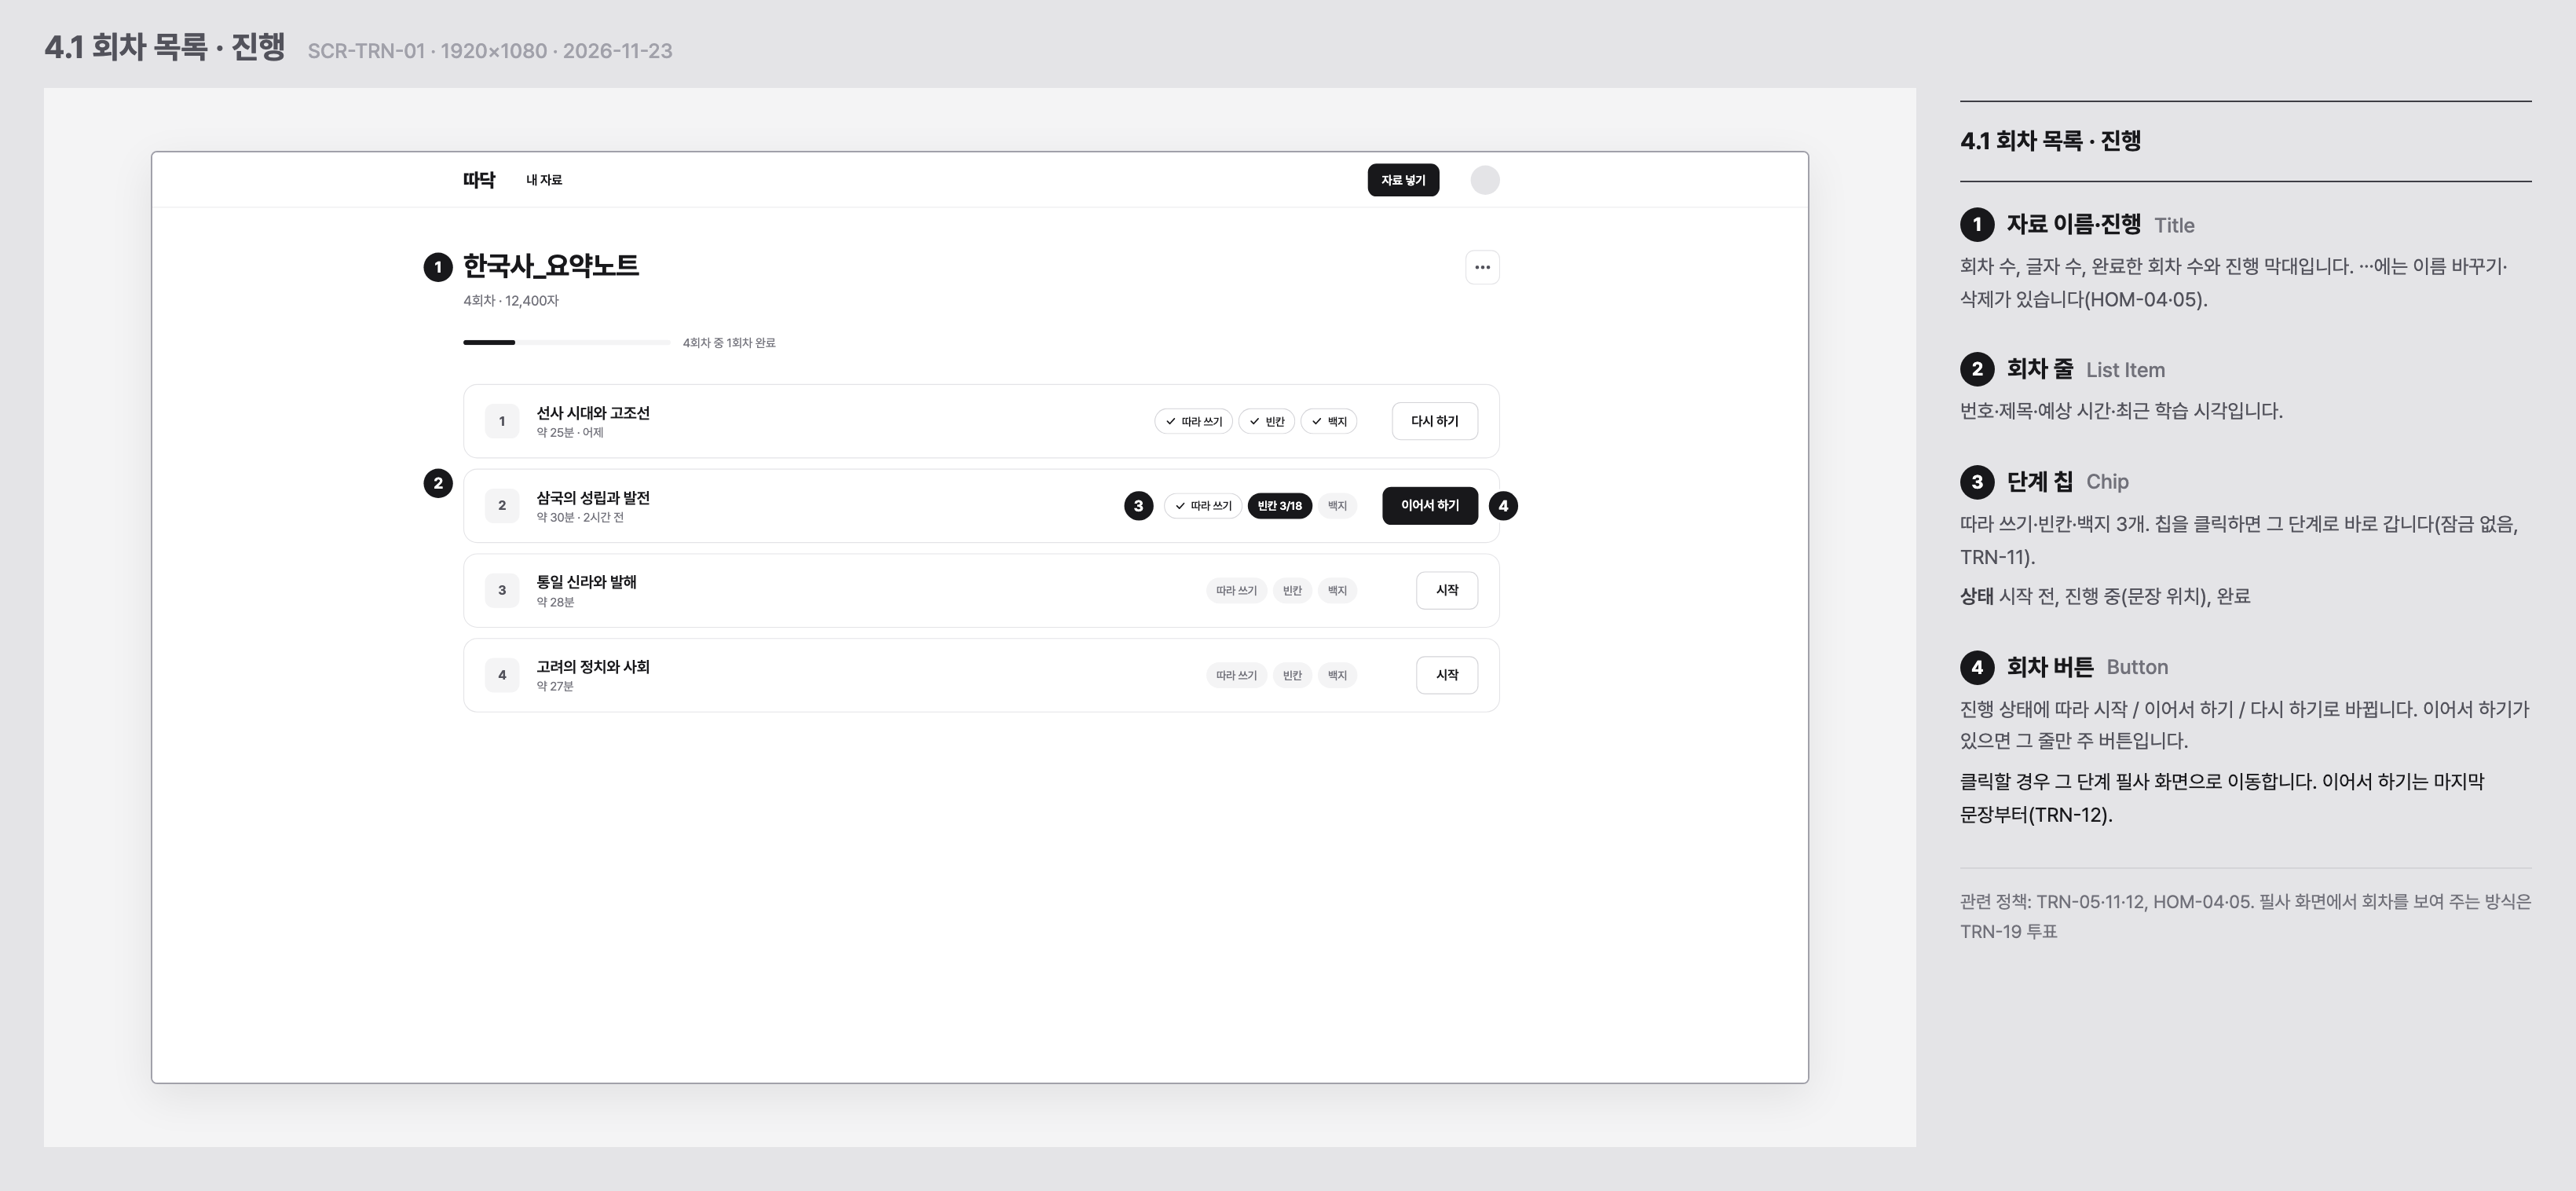 4.1 회차 목록 · 진행 SCR-TRN-01 · 1920×1080 · 2026-11-23
따닥 내 자료 자료 넣기
1 한국사_요약노트
4회차 · 12,400자
4회차 중 1회차 완료
1 선사 시대와 고조선
약 25분 · 어제
따라 쓰기 빈칸 백지 다시 하기
2
2 삼국의 성립과 발전
약 30분 · 2시간 전
3 따라 쓰기 빈칸 3/18 백지 이어서 하기 4
3 통일 신라와 발해
약 28분
따라 쓰기 빈칸 백지 시작
4 고려의 정치와 사회
약 27분
따라 쓰기 빈칸 백지 시작
4.1 회차 목록 · 진행
1 자료 이름·진행 Title
회차 수, 글자 수, 완료한 회차 수와 진행 막대입니다. ···에는 이름 바꾸기·
삭제가 있습니다(HOM-04·05).
2 회차 줄 List Item
번호·제목·예상 시간·최근 학습 시각입니다.
3 단계 칩 Chip
따라 쓰기·빈칸·백지 3개. 칩을 클릭하면 그 단계로 바로 갑니다(잠금 없음,
TRN-11).
상태 시작 전, 진행 중(문장 위치), 완료
4 회차 버튼 Button
진행 상태에 따라 시작 / 이어서 하기 / 다시 하기로 바뀝니다. 이어서 하기가
있으면 그 줄만 주 버튼입니다.
클릭할 경우 그 단계 필사 화면으로 이동합니다. 이어서 하기는 마지막
문장부터(TRN-12).
관련 정책: TRN-05·11·12, HOM-04·05. 필사 화면에서 회차를 보여 주는 방식은
TRN-19 투표